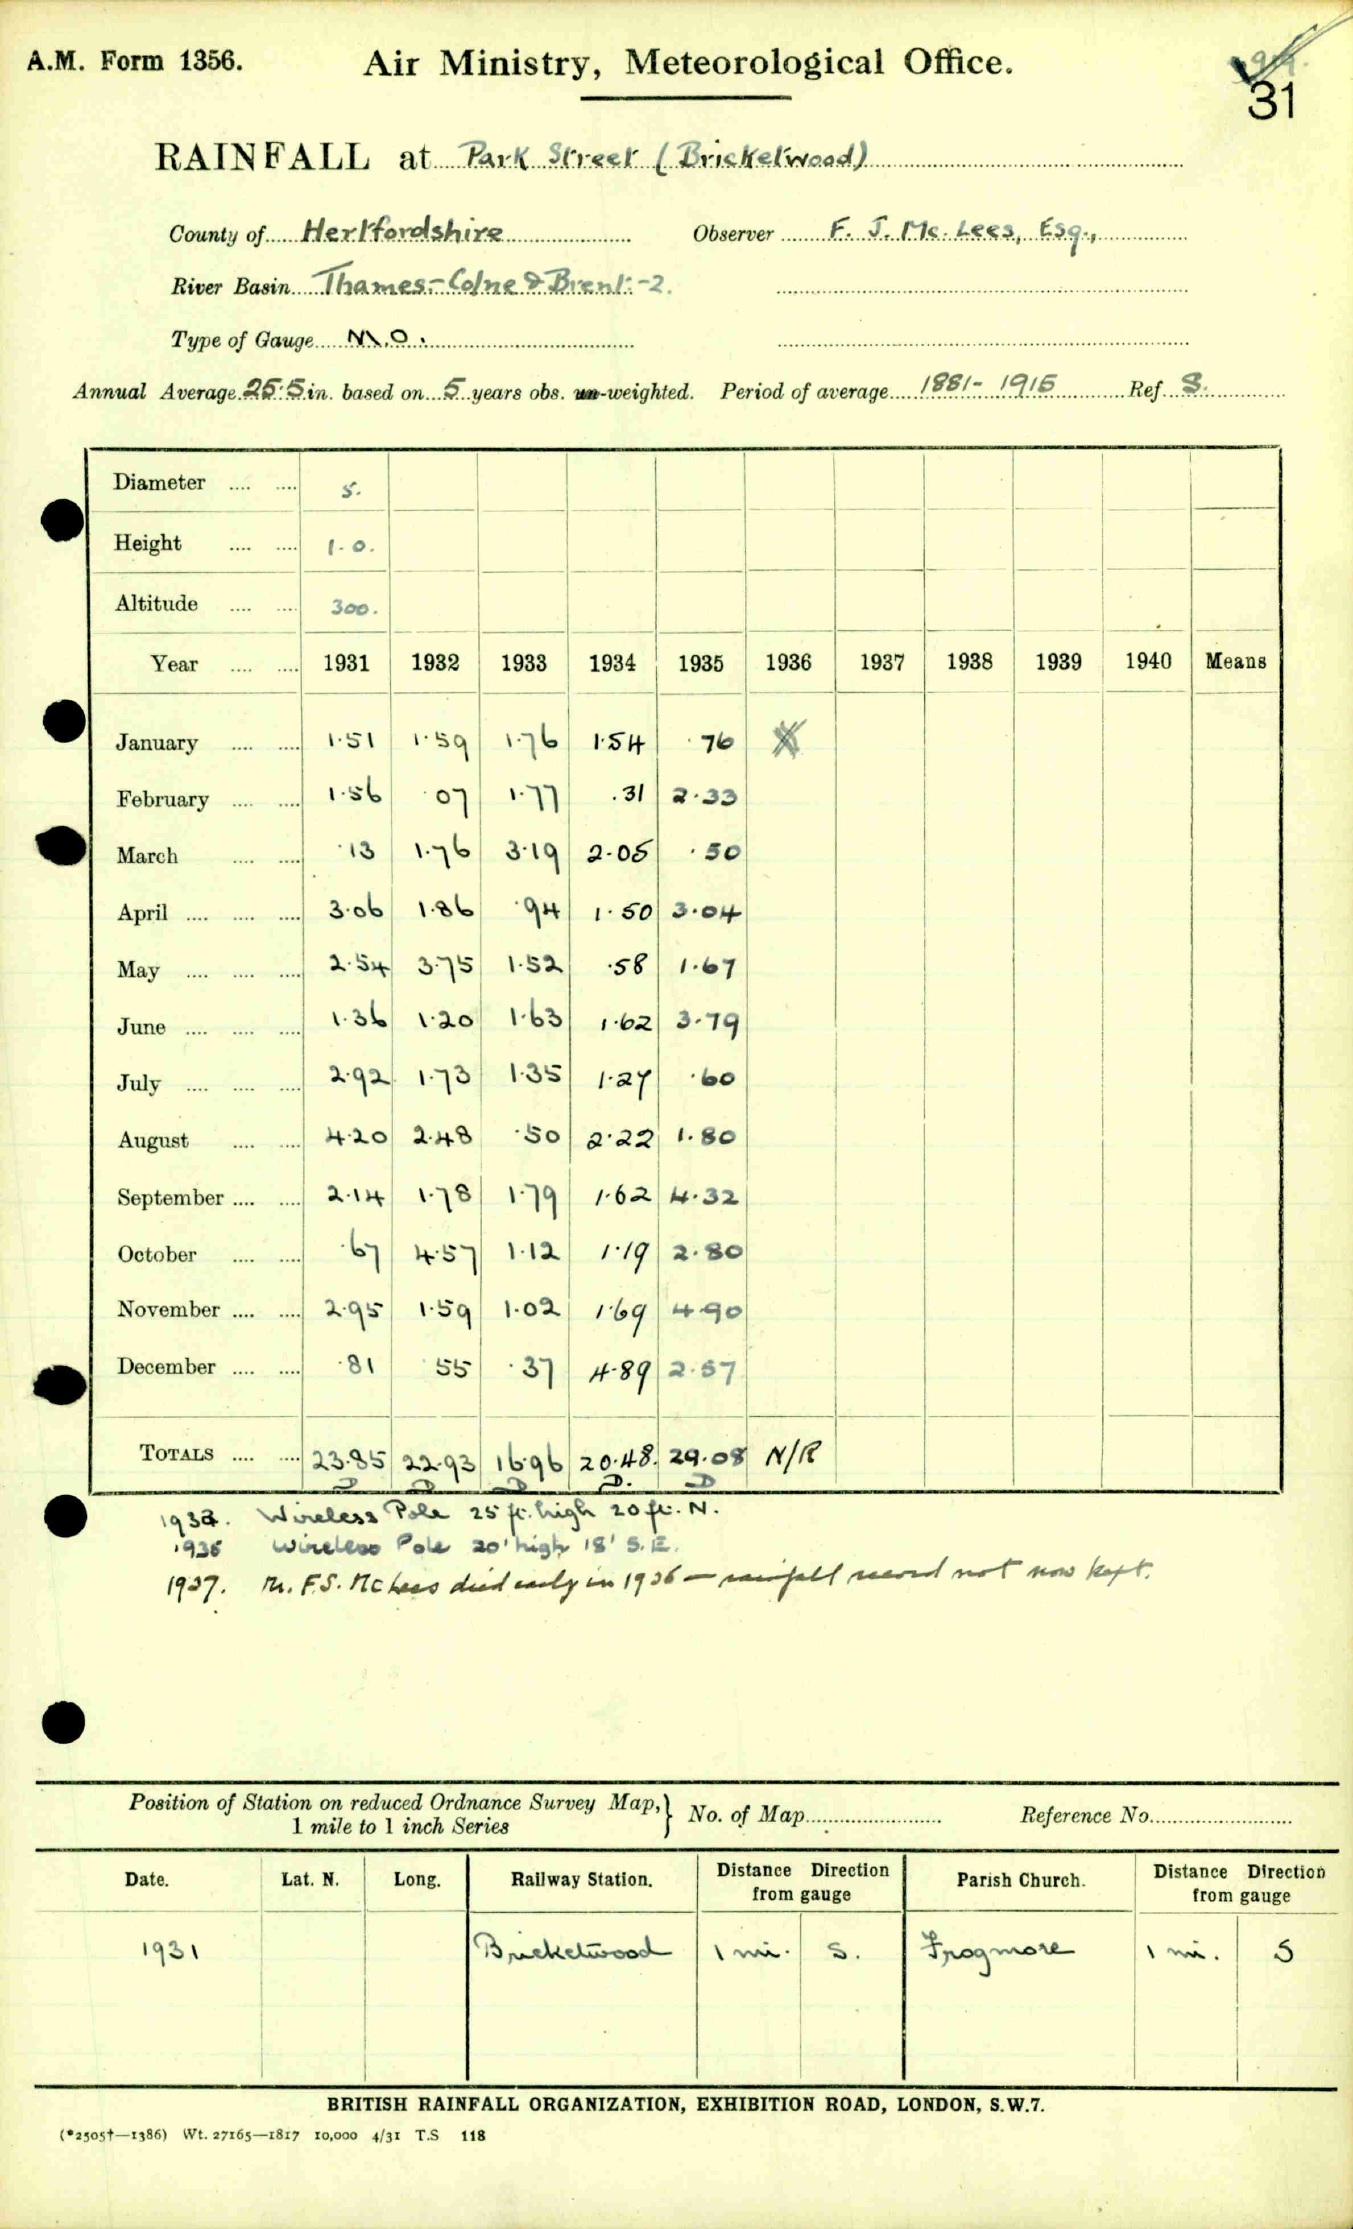 A.M. Form 1356.
Air Ministry, Meteorological Office.
31
RAINFALL at Park Street (Bricketwood)
County of Hertfordshire Observer F. J. Mc. Lees, Esq.,
River Basin Thames-Colne & Brent-2.
Type of Gauge M.O.
Annual Average 25.5 in. based on 5 years obs. un-weighted. Period of average 1881-1915 Ref. S.
Diameter .... .... 5.
Height .... .... 1.0.
Altitude .... .... 300.
Year .... .... 1931 1932 1933 1934 1935 1936 1937 1938 1939 1940 Means
January .... .... 1.51 1.59 1.76 1.54 .76 X
February .... .... 1.56 .07 1.77 .31 2.33
March .... .... .13 1.76 3.19 2.05 .50
April .... .... .... 3.06 1.86 .94 1.50 3.04
May .... .... .... 2.54 3.75 1.52 .58 1.67
June .... .... .... 1.36 1.20 1.63 1.62 3.79
July .... .... .... 2.92 1.73 1.35 1.27 .60
August .... .... 4.20 2.48 .50 2.22 1.80
September .... .... 2.14 1.78 1.79 1.62 4.32
October .... .... .67 4.57 1.12 1.19 2.80
November .... .... 2.95 1.59 1.02 1.69 4.90
December .... .... .81 .55 .37 4.89 2.57
TOTALS .... .... 23.85 22.93 16.96 20.48. 29.08 N/R
D D D D. D
1932. Wireless Pole 25 ft. high 20 ft. N.
1935 Wireless Pole 20' high 18' S.E.
1937. Mr. F.S. McLees died early in 1936 — rainfall record not now kept.
Position of Station on reduced Ordnance Survey Map, } No. of Map Reference No.
1 mile to 1 inch Series
Date. Lat. N. Long. Railway Station. Distance Direction from gauge Parish Church. Distance Direction from gauge
1931 Bricketwood 1 mi. S. Frogmore 1 mi. S
BRITISH RAINFALL ORGANIZATION, EXHIBITION ROAD, LONDON, S.W.7.
(*2505†—1386) Wt. 27165—1817 10,000 4/31 T.S 118